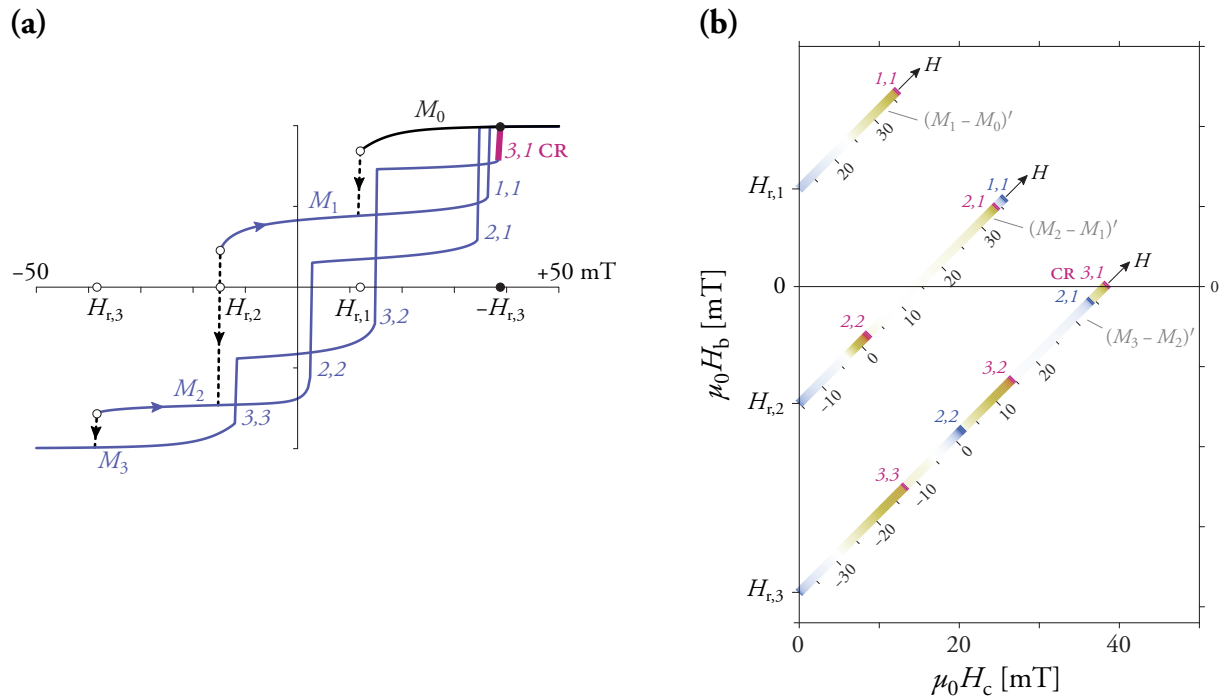 (a)
M0
3,1 CR
1,1
M1
2,1
−50
+50 mT
Hr,3
Hr,2
Hr,1
−Hr,3
3,2
2,2
M2
3,3
M3
(b)
1,1
H
(M1 − M0)′
30
20
Hr,1
1,1
H
2,1
(M2 − M1)′
30
20
10
0
CR 3,1
H
0
2,1
(M3 − M2)′
2,2
0
−10
20
3,2
10
Hr,2
2,2
0
3,3
−10
−20
−30
Hr,3
μ0Hb [mT]
0
20
40
μ0Hc [mT]